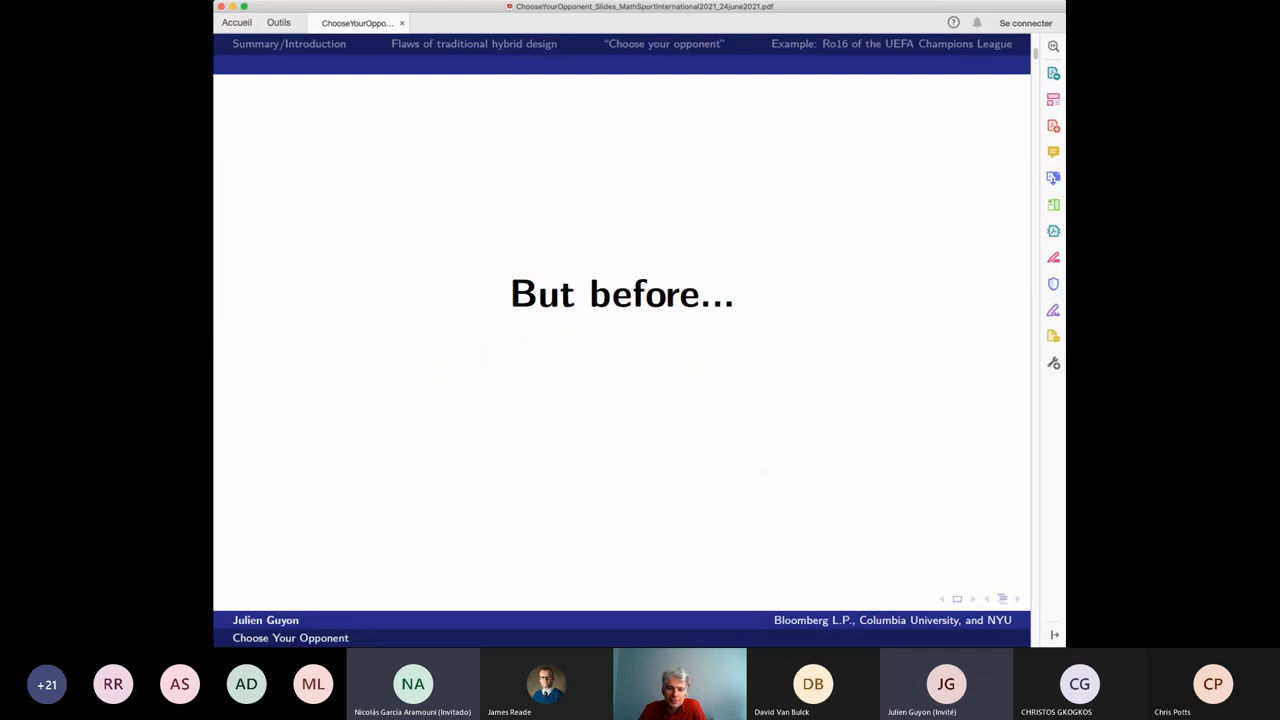 ChooseYourOpponent_Slides_MathSportInternational2021_24june2021.pdf
Accueil Outils ChooseYourOppo... × Se connecter
Summary/Introduction Flaws of traditional hybrid design “Choose your opponent” Example: Ro16 of the UEFA Champions League
But before...
Julien Guyon Bloomberg L.P., Columbia University, and NYU
Choose Your Opponent
+21 RR AS AD ML NA DB JG CG CP
Nicolás García Aramouni (Invitado) James Reade David Van Bulck Julien Guyon (Invité) CHRISTOS GKOGKOS Chris Potts